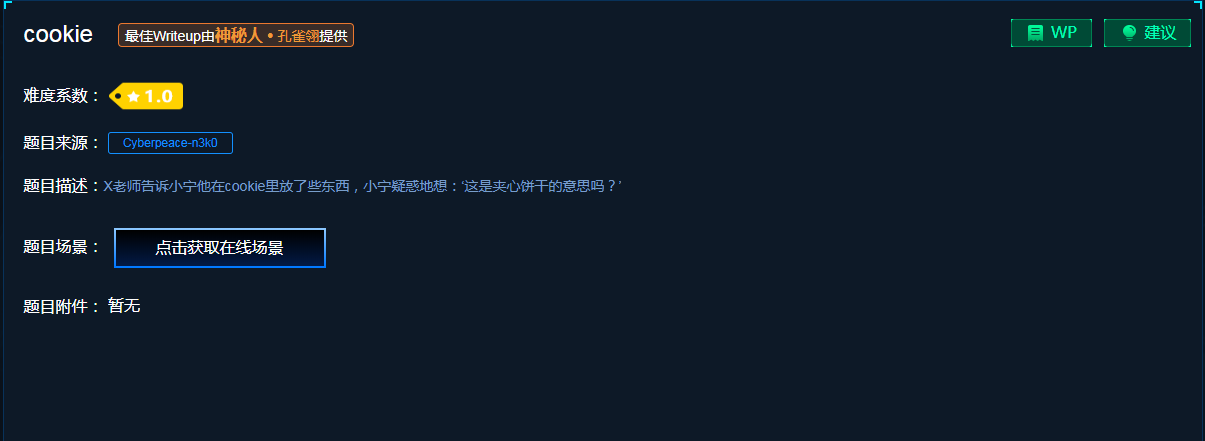 cookie 最佳Writeup由神秘人 • 孔雀翎提供 WP 建议
难度系数： 1.0
题目来源： Cyberpeace-n3k0
题目描述：X老师告诉小宁他在cookie里放了些东西，小宁疑惑地想：'这是夹心饼干的意思吗？'
题目场景： 点击获取在线场景
题目附件： 暂无